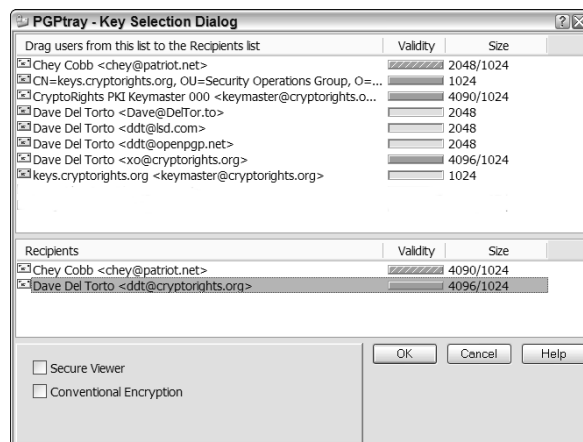 PGPtray - Key Selection Dialog
Drag users from this list to the Recipients list Validity Size
Chey Cobb <chey@patriot.net> 2048/1024
CN=keys.cryptorights.org, OU=Security Operations Group, O=... 1024
CryptoRights PKI Keymaster 000 <keymaster@cryptorights.o... 4090/1024
Dave Del Torto <Dave@DelTor.to> 2048
Dave Del Torto <ddt@lsd.com> 2048
Dave Del Torto <ddt@openpgp.net> 2048
Dave Del Torto <xo@cryptorights.org> 4096/1024
keys.cryptorights.org <keymaster@cryptorights.org> 1024
Recipients Validity Size
Chey Cobb <chey@patriot.net> 4090/1024
Dave Del Torto <ddt@cryptorights.org> 4096/1024
OK Cancel Help
Secure Viewer
Conventional Encryption